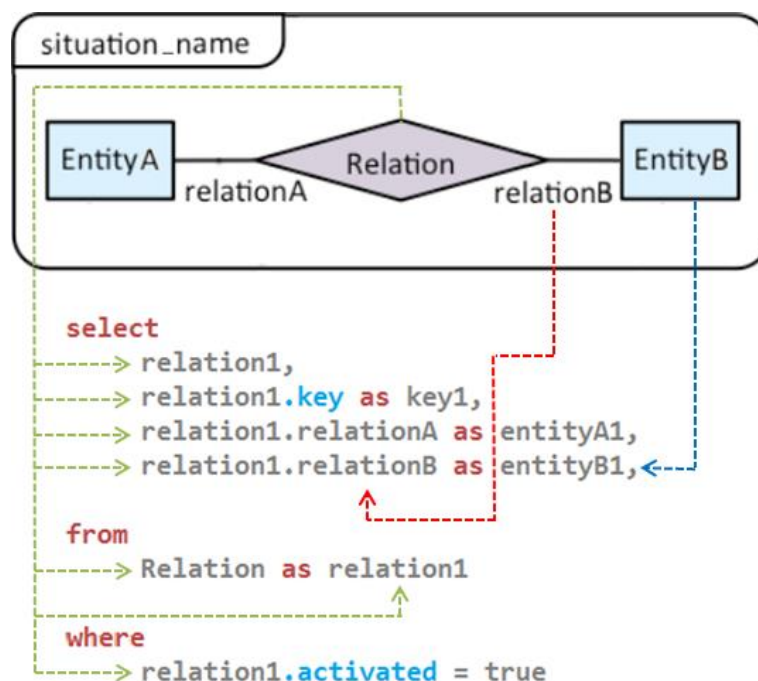 situation_name
EntityA
Relation
EntityB
relationA
relationB
select
relation1,
relation1.key as key1,
relation1.relationA as entityA1,
relation1.relationB as entityB1,
from
Relation as relation1
where
relation1.activated = true